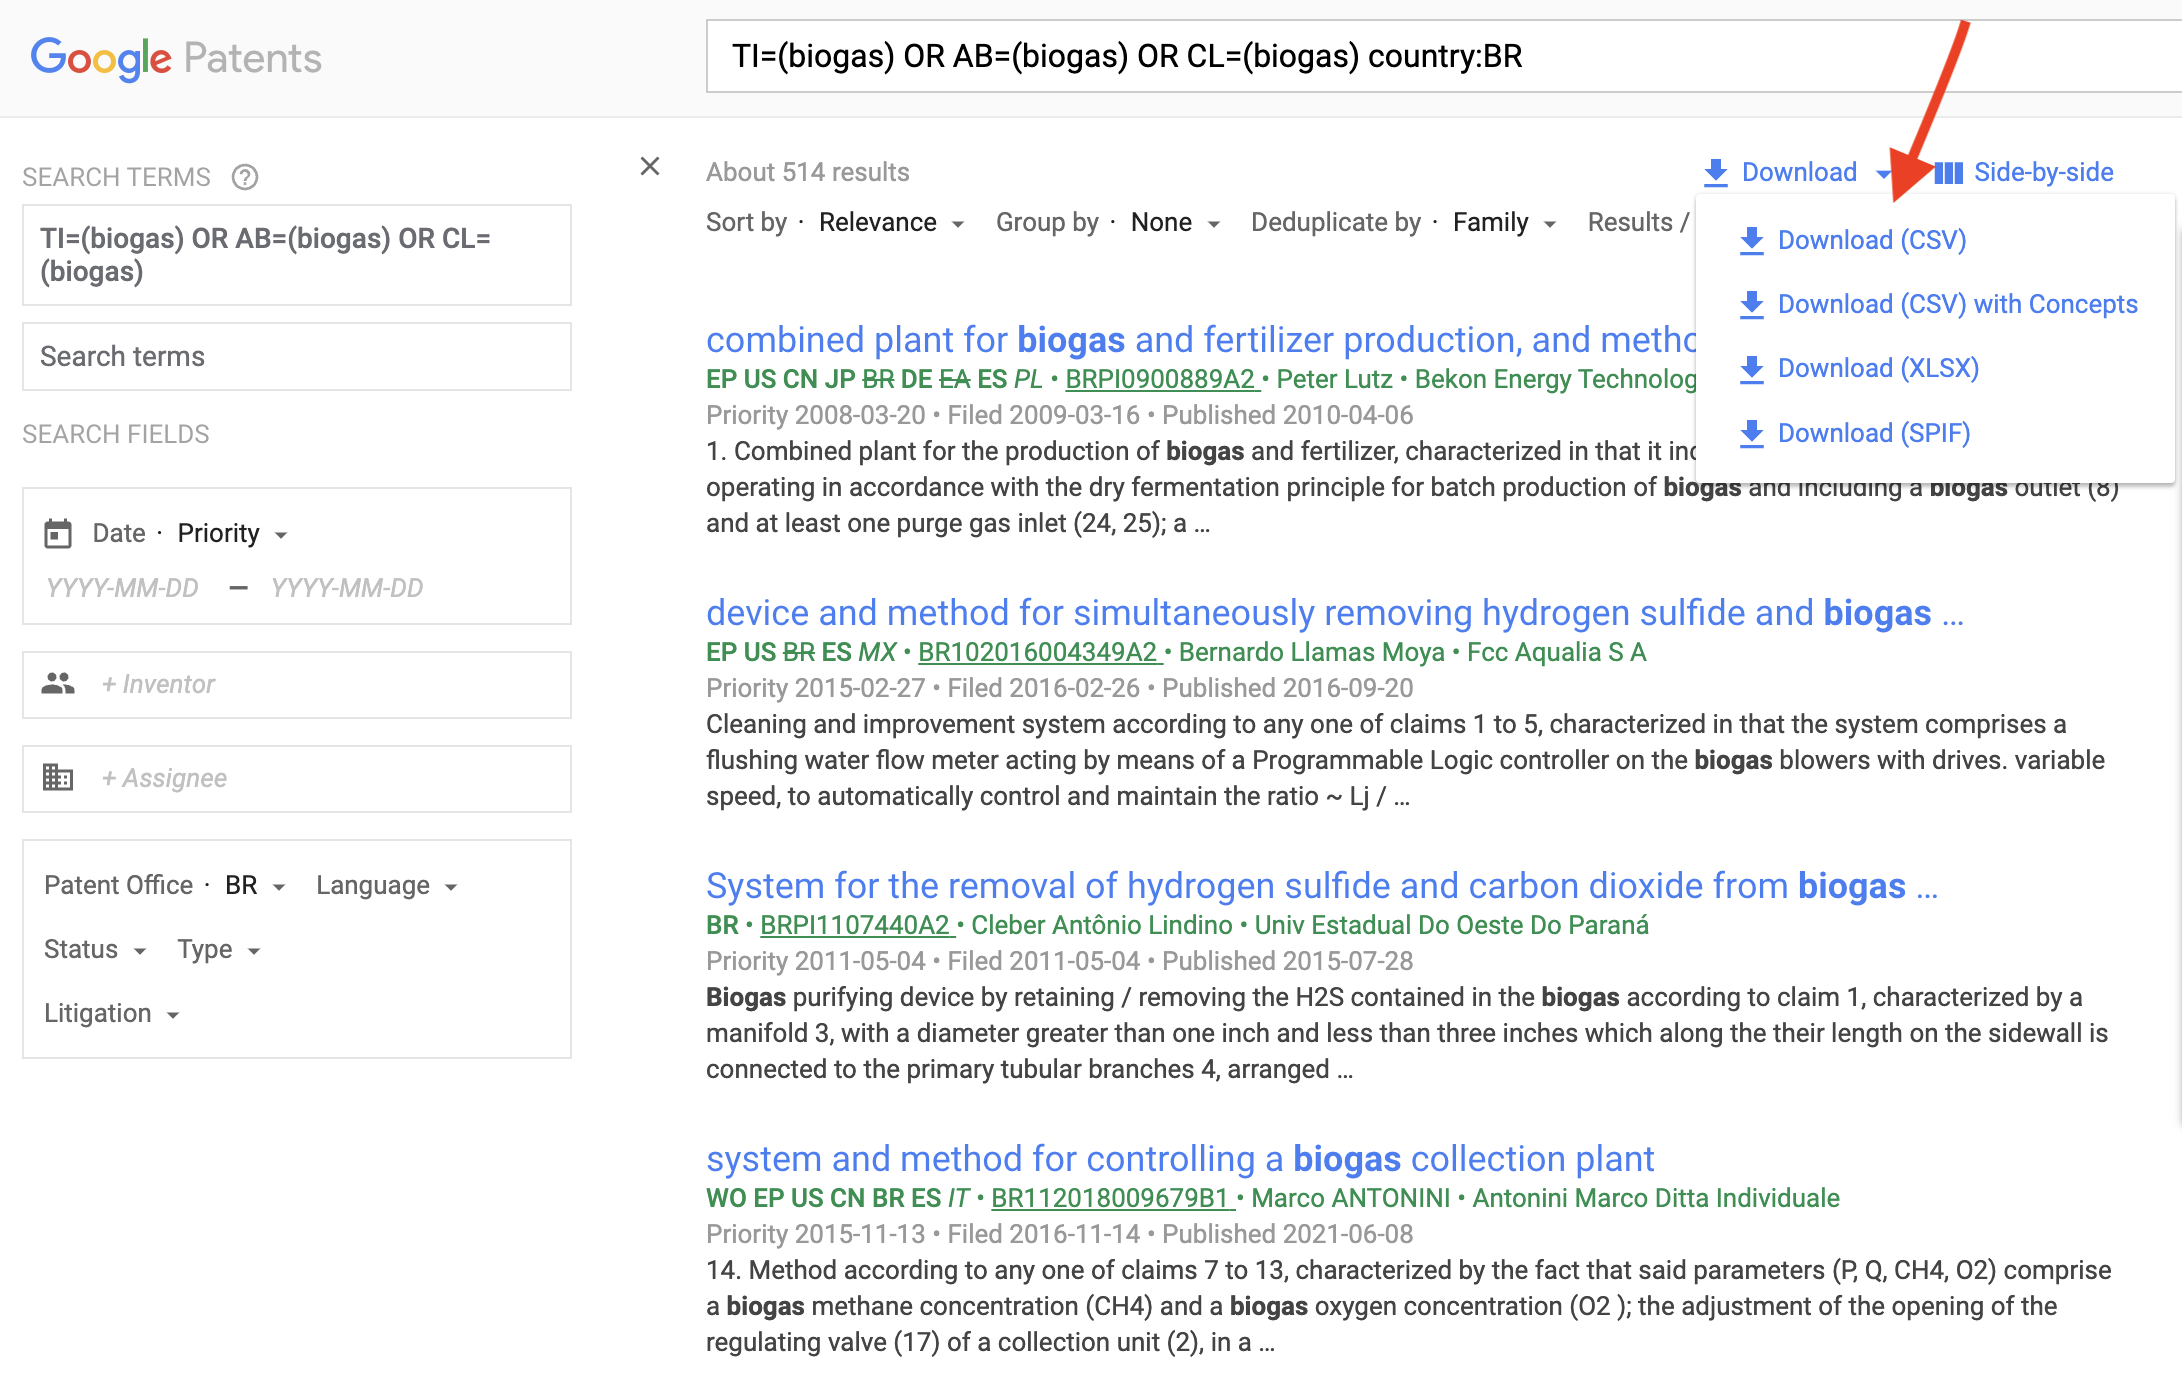 Google Patents
TI=(biogas) OR AB=(biogas) OR CL=(biogas) country:BR
SEARCH TERMS
TI=(biogas) OR AB=(biogas) OR CL=
(biogas)
Search terms
SEARCH FIELDS
Date · Priority
YYYY-MM-DD — YYYY-MM-DD
+ Inventor
+ Assignee
Patent Office · BR Language
Status Type
Litigation
About 514 results
Download Side-by-side
Sort by · Relevance Group by · None Deduplicate by · Family Results /
Download (CSV)
Download (CSV) with Concepts
Download (XLSX)
Download (SPIF)
combined plant for biogas and fertilizer production, and metho
EP US CN JP BR DE EA ES PL • BRPI0900889A2 • Peter Lutz • Bekon Energy Technolog
Priority 2008-03-20 • Filed 2009-03-16 • Published 2010-04-06
1. Combined plant for the production of biogas and fertilizer, characterized in that it inc
operating in accordance with the dry fermentation principle for batch production of biogas and including a biogas outlet (8)
and at least one purge gas inlet (24, 25); a …
device and method for simultaneously removing hydrogen sulfide and biogas …
EP US BR ES MX • BR102016004349A2 • Bernardo Llamas Moya • Fcc Aqualia S A
Priority 2015-02-27 • Filed 2016-02-26 • Published 2016-09-20
Cleaning and improvement system according to any one of claims 1 to 5, characterized in that the system comprises a
flushing water flow meter acting by means of a Programmable Logic controller on the biogas blowers with drives. variable
speed, to automatically control and maintain the ratio ~ Lj / …
System for the removal of hydrogen sulfide and carbon dioxide from biogas …
BR • BRPI1107440A2 • Cleber Antônio Lindino • Univ Estadual Do Oeste Do Paraná
Priority 2011-05-04 • Filed 2011-05-04 • Published 2015-07-28
Biogas purifying device by retaining / removing the H2S contained in the biogas according to claim 1, characterized by a
manifold 3, with a diameter greater than one inch and less than three inches which along the their length on the sidewall is
connected to the primary tubular branches 4, arranged …
system and method for controlling a biogas collection plant
WO EP US CN BR ES IT • BR112018009679B1 • Marco ANTONINI • Antonini Marco Ditta Individuale
Priority 2015-11-13 • Filed 2016-11-14 • Published 2021-06-08
14. Method according to any one of claims 7 to 13, characterized by the fact that said parameters (P, Q, CH4, O2) comprise
a biogas methane concentration (CH4) and a biogas oxygen concentration (O2 ); the adjustment of the opening of the
regulating valve (17) of a collection unit (2), in a …